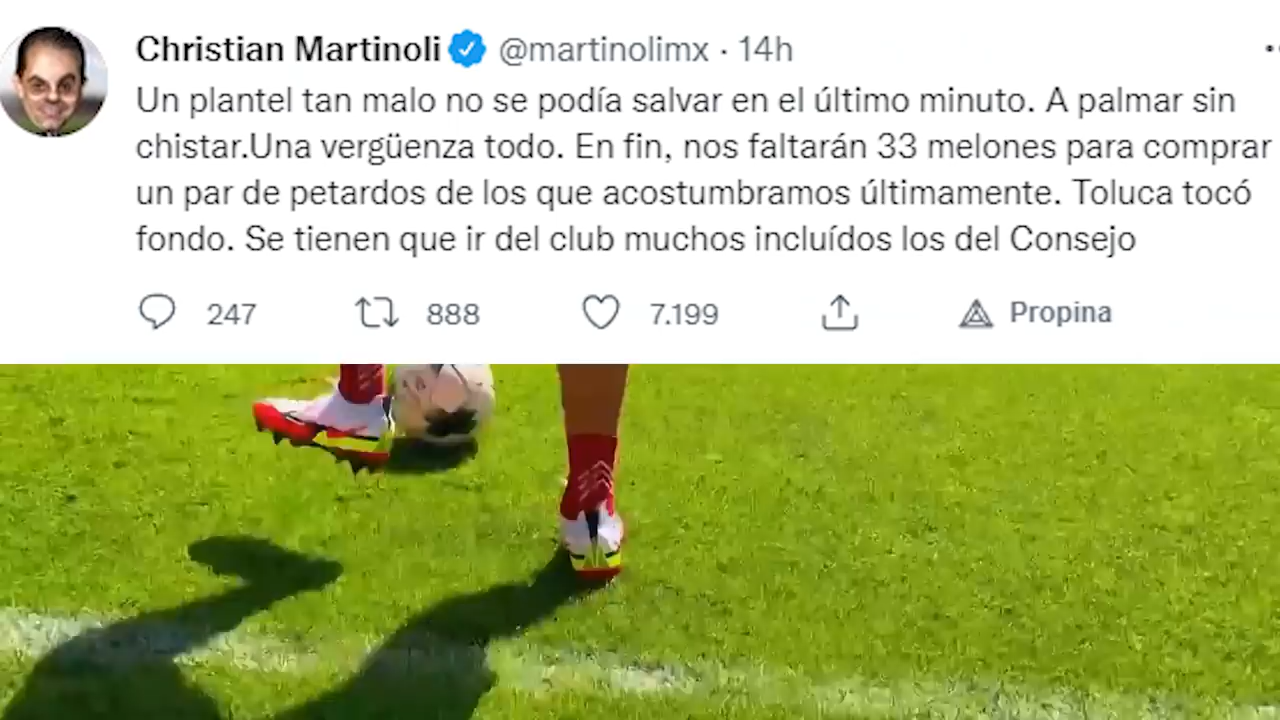 Christian Martinoli @martinolimx · 14h
Un plantel tan malo no se podía salvar en el último minuto. A palmar sin
chistar.Una vergüenza todo. En fin, nos faltarán 33 melones para comprar
un par de petardos de los que acostumbramos últimamente. Toluca tocó
fondo. Se tienen que ir del club muchos incluídos los del Consejo
247 888 7.199 Propina